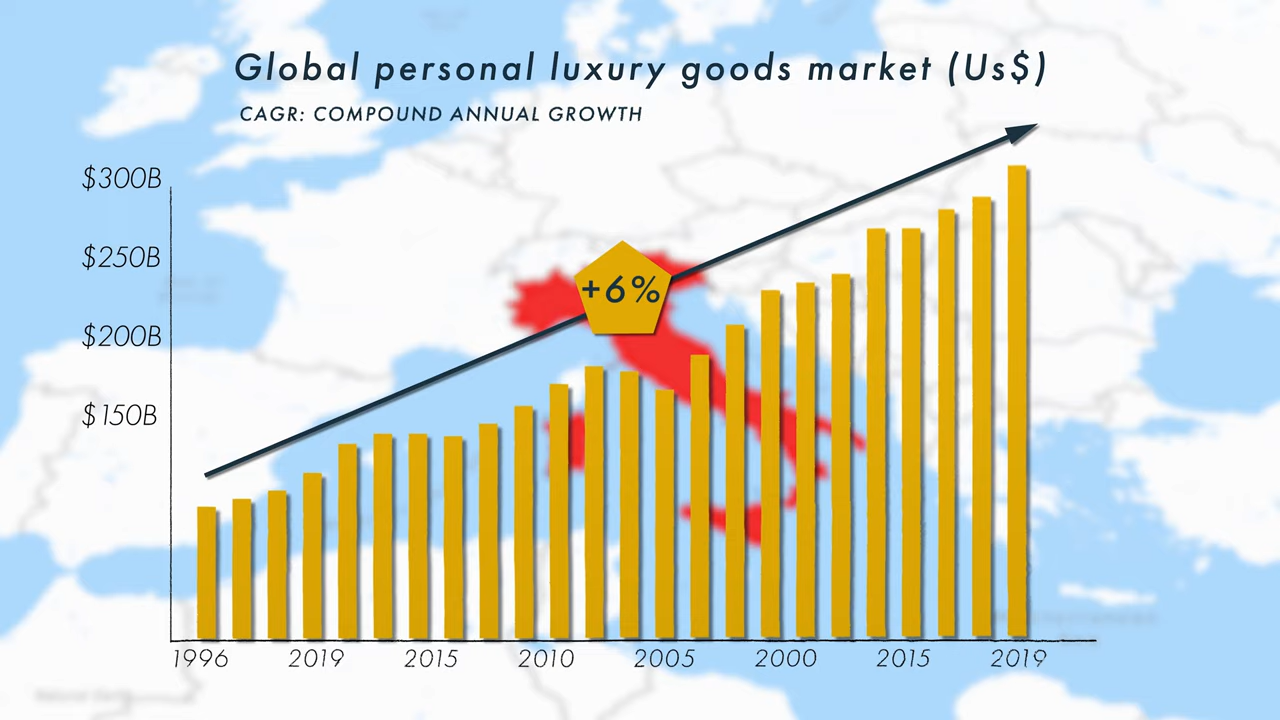 Global personal luxury goods market (Us$)
CAGR: COMPOUND ANNUAL GROWTH
$300B
$250B
$200B
$150B
+6%
1996 2019 2015 2010 2005 2000 2015 2019